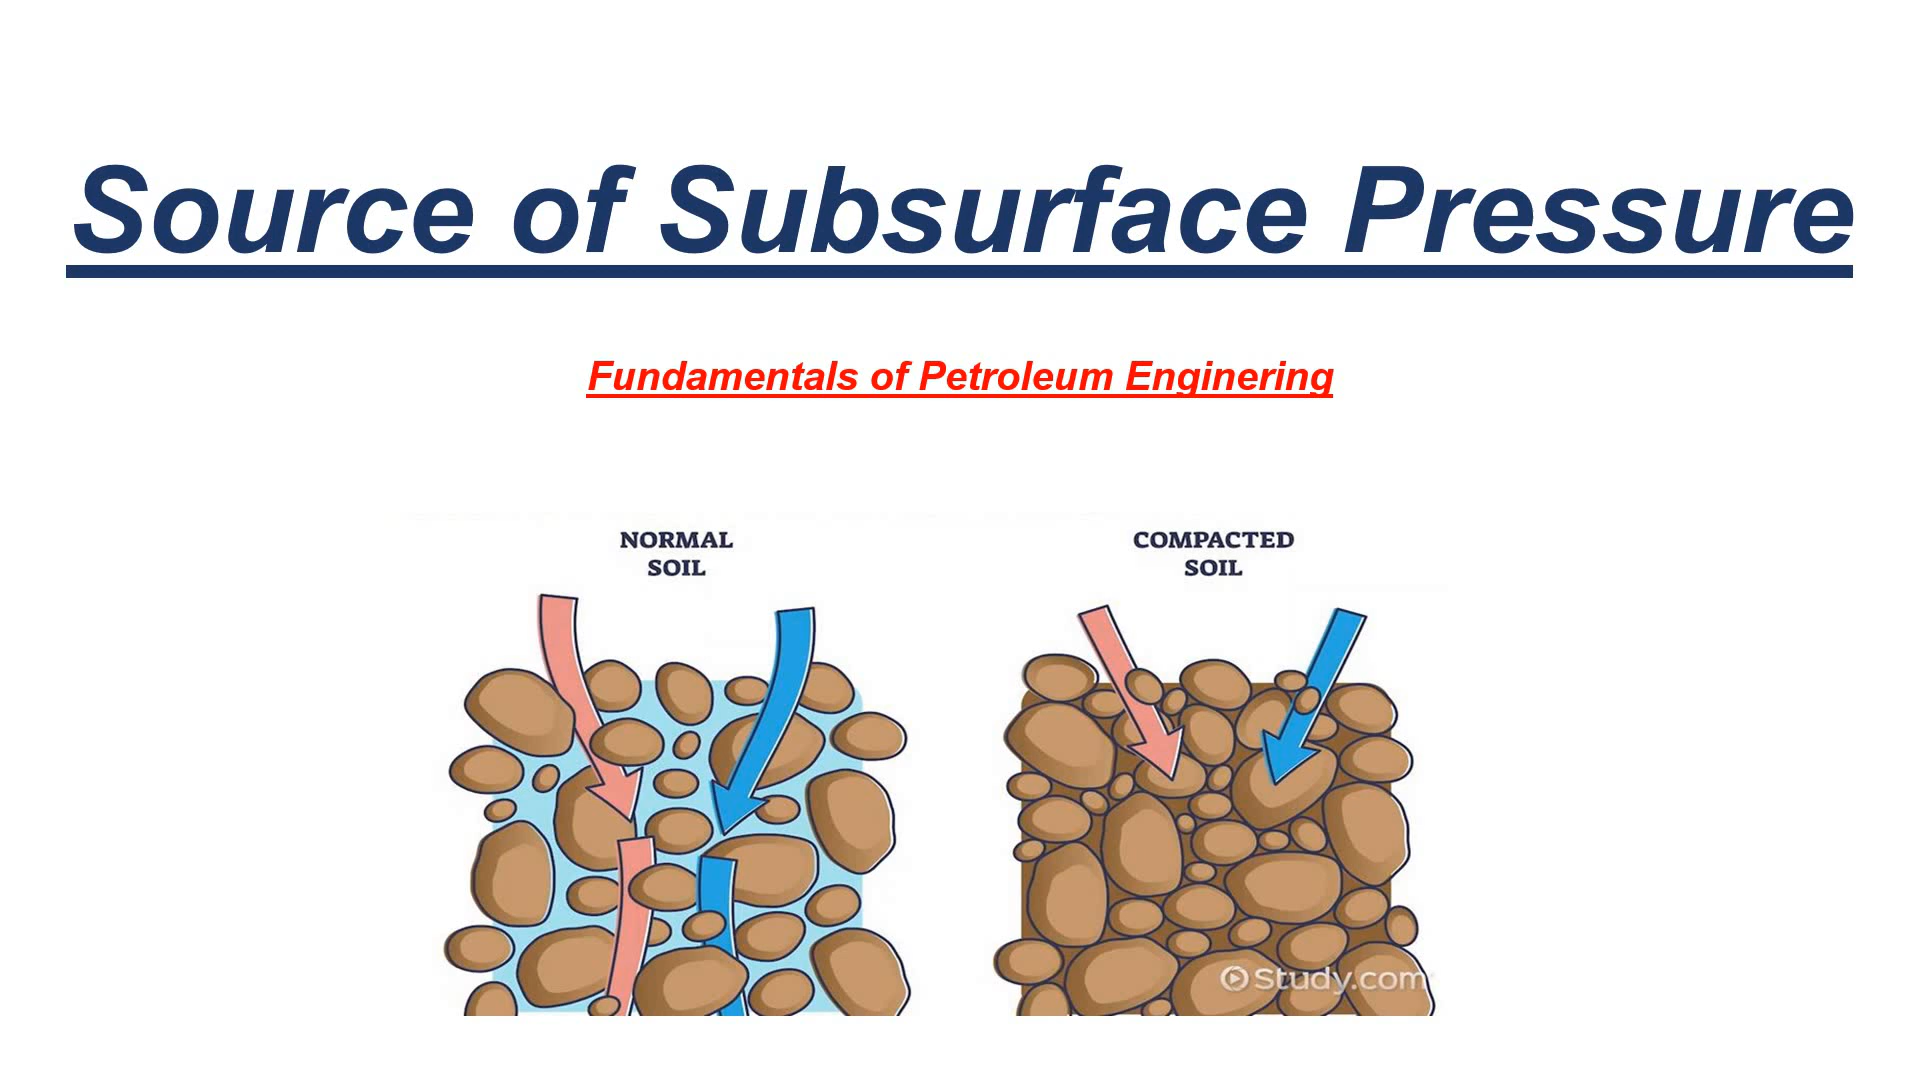 Source of Subsurface Pressure
Fundamentals of Petroleum Enginering
NORMAL
SOIL
COMPACTED
SOIL
Study.com